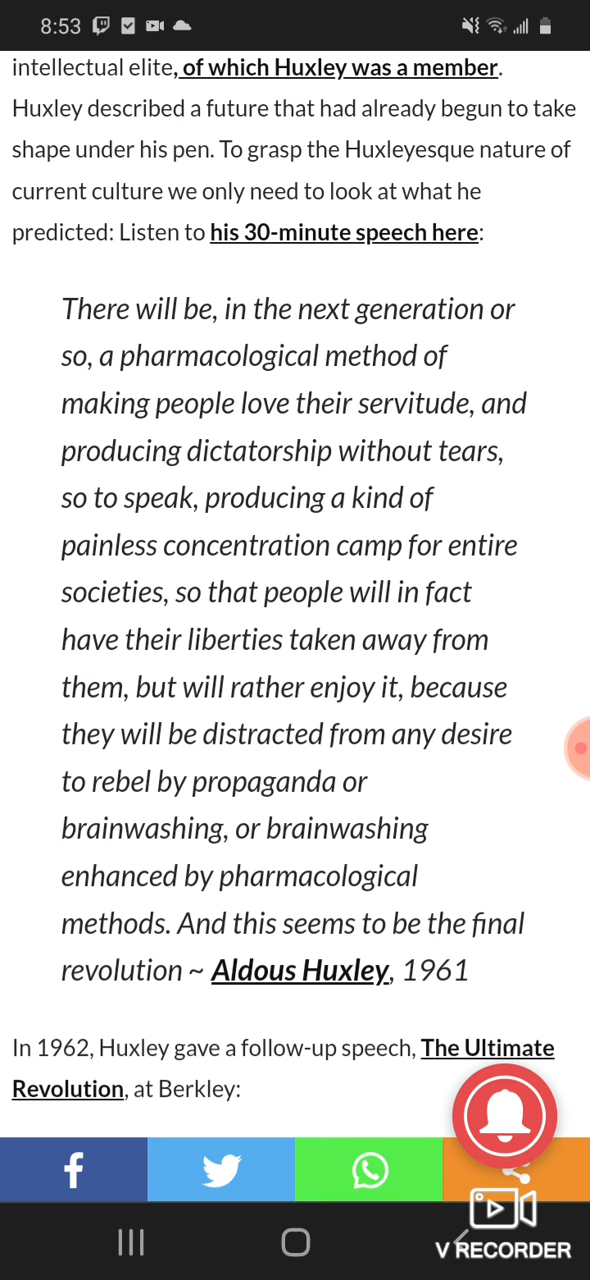 8:53
intellectual elite, of which Huxley was a member.
Huxley described a future that had already begun to take
shape under his pen. To grasp the Huxleyesque nature of
current culture we only need to look at what he
predicted: Listen to his 30-minute speech here:
There will be, in the next generation or
so, a pharmacological method of
making people love their servitude, and
producing dictatorship without tears,
so to speak, producing a kind of
painless concentration camp for entire
societies, so that people will in fact
have their liberties taken away from
them, but will rather enjoy it, because
they will be distracted from any desire
to rebel by propaganda or
brainwashing, or brainwashing
enhanced by pharmacological
methods. And this seems to be the final
revolution ~ Aldous Huxley, 1961
In 1962, Huxley gave a follow-up speech, The Ultimate
Revolution, at Berkley:
V RECORDER